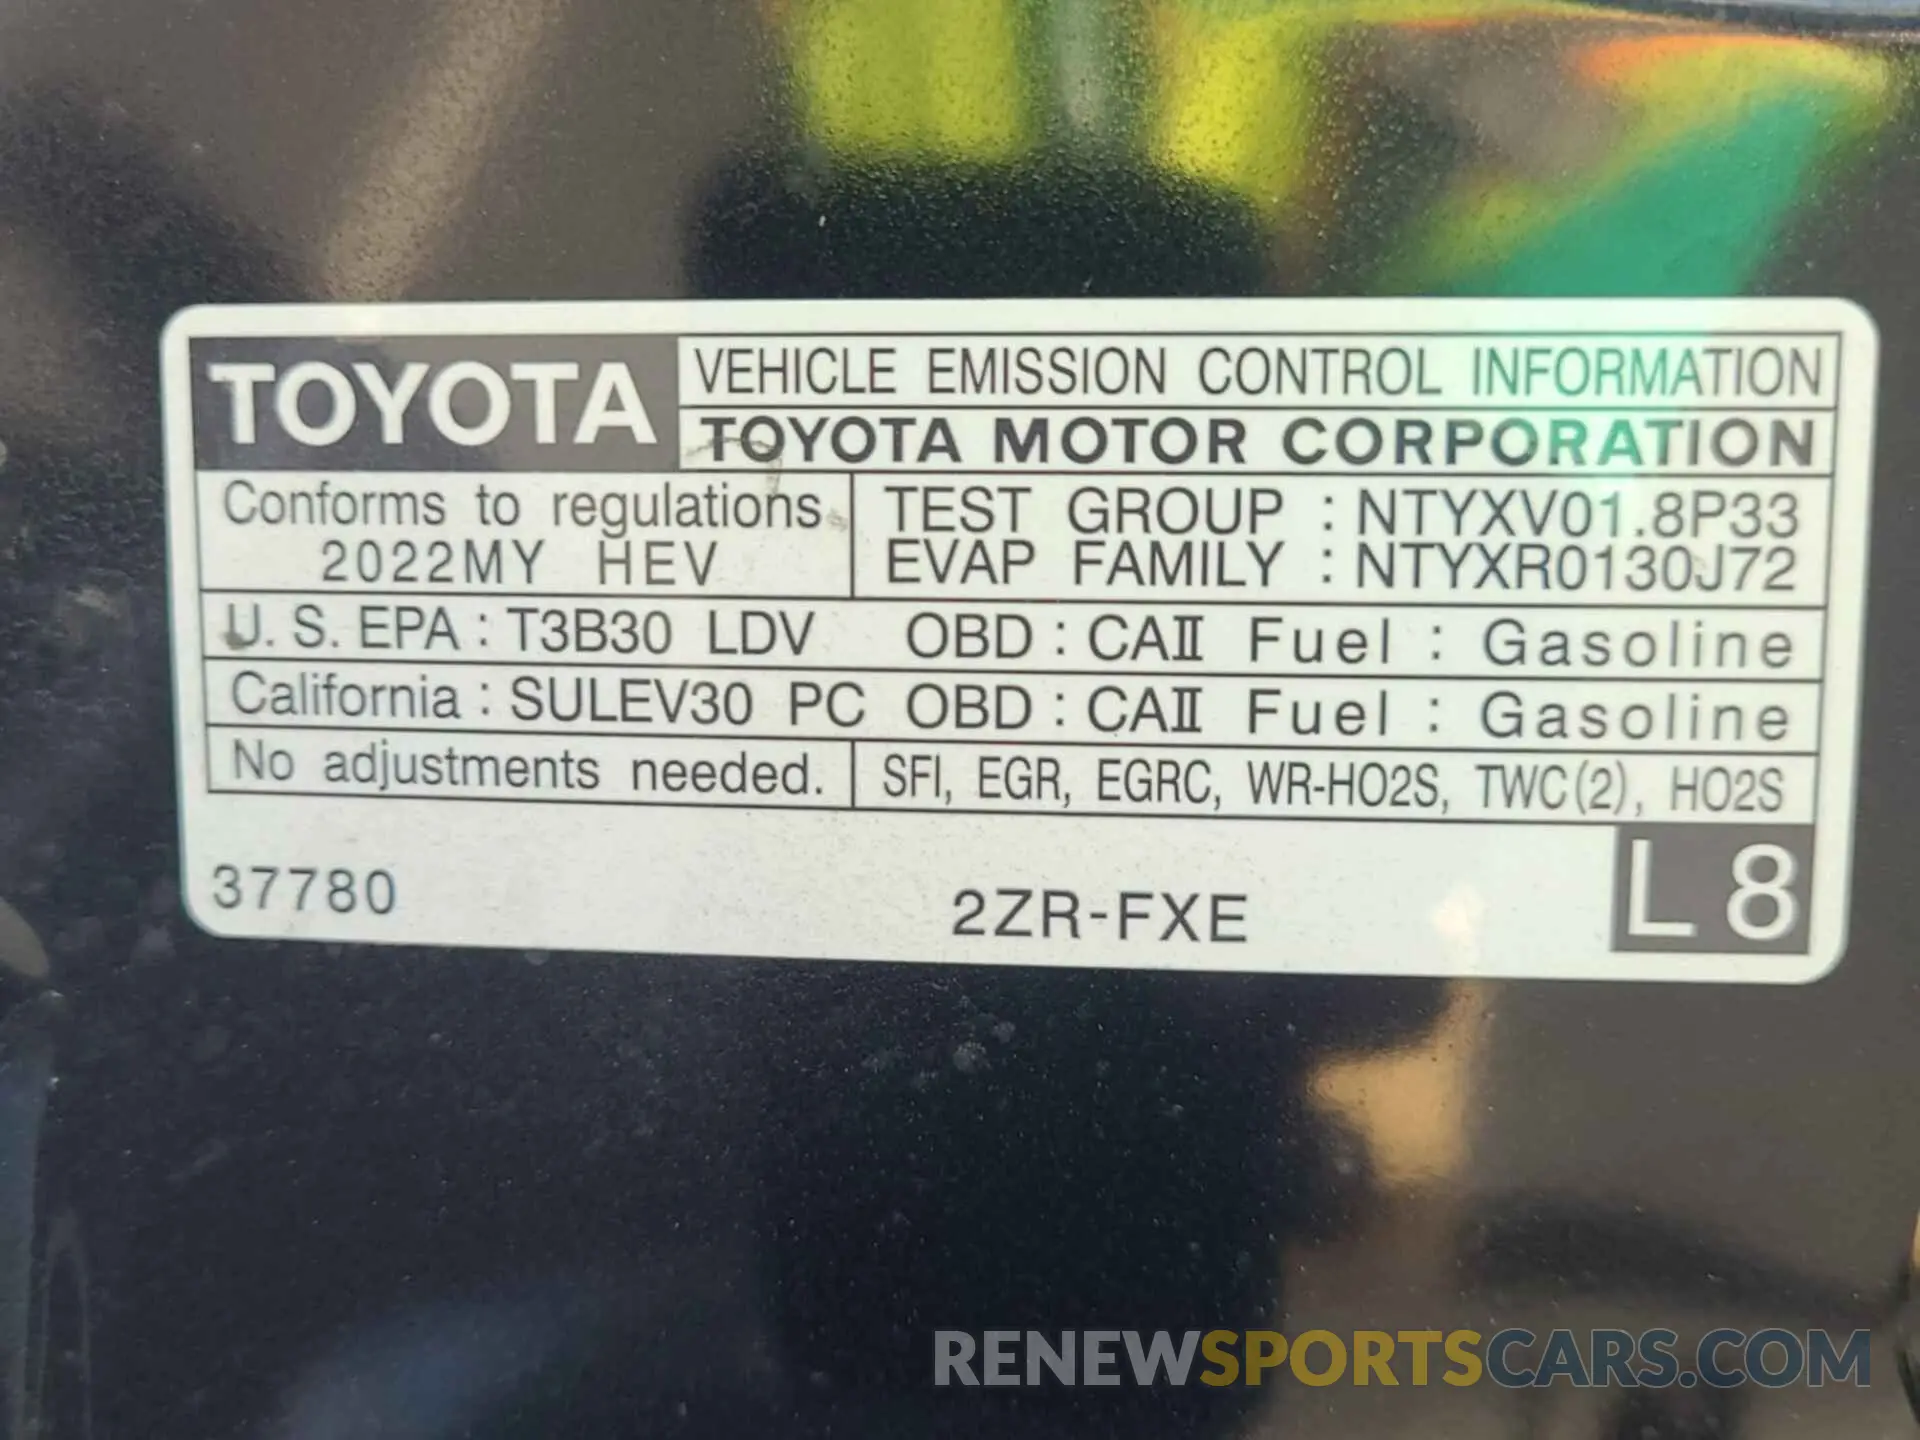 TOYOTA
VEHICLE EMISSION CONTROL INFORMATION
TOYOTA MOTOR CORPORATION
Conforms to regulations
2022MY HEV
TEST GROUP : NTYXV01.8P33
EVAP FAMILY : NTYXR0130J72
U.S. EPA : T3B30 LDV OBD : CAⅡ Fuel : Gasoline
California : SULEV30 PC OBD : CAⅡ Fuel : Gasoline
No adjustments needed.
SFI, EGR, EGRC, WR-HO2S, TWC(2), HO2S
37780
2ZR-FXE
L8
RENEWSPORTSCARS.COM